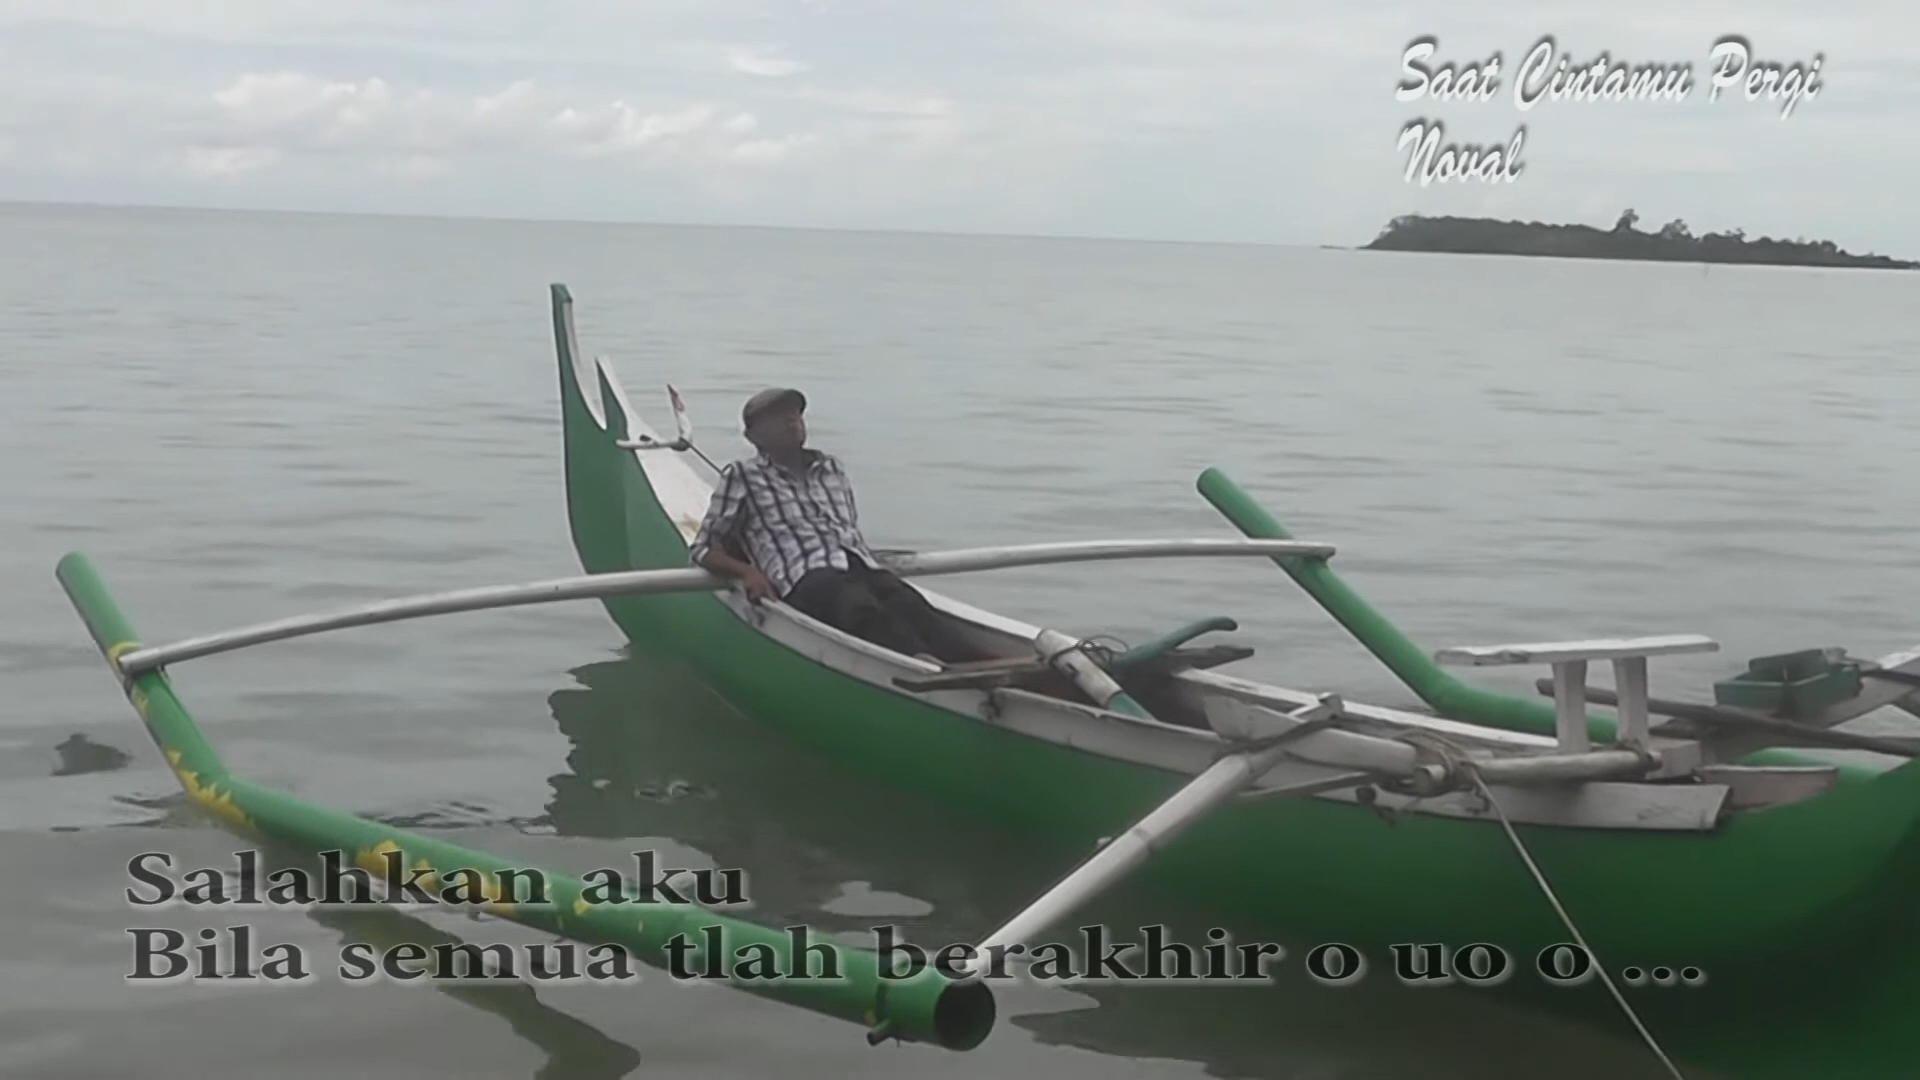 Saat Cintamu Pergi
Noval
Salahkan aku
Bila semua tlah berakhir o uo o ...